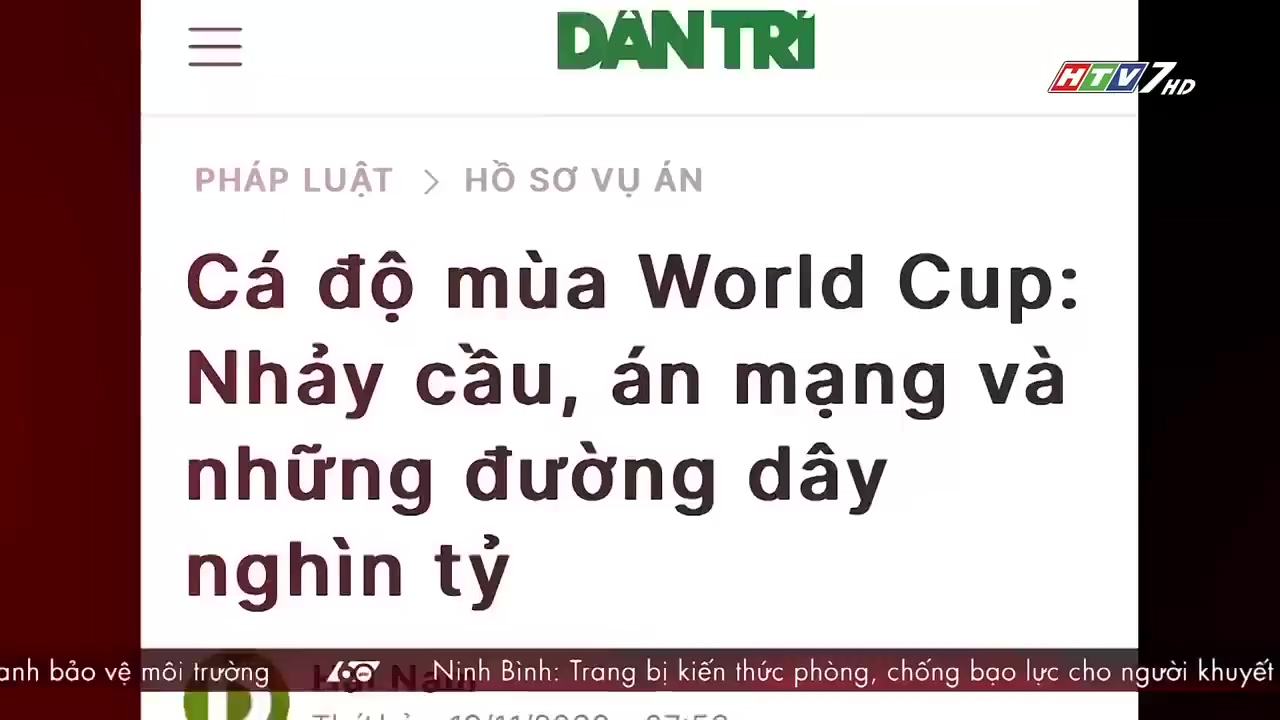 DÂN TRÍ
HTV7 HD
PHÁP LUẬT > HỒ SƠ VỤ ÁN
Cá độ mùa World Cup:
Nhảy cầu, án mạng và
những đường dây
nghìn tỷ
anh bảo vệ môi trường
Ninh Bình: Trang bị kiến thức phòng, chống bạo lực cho người khuyết